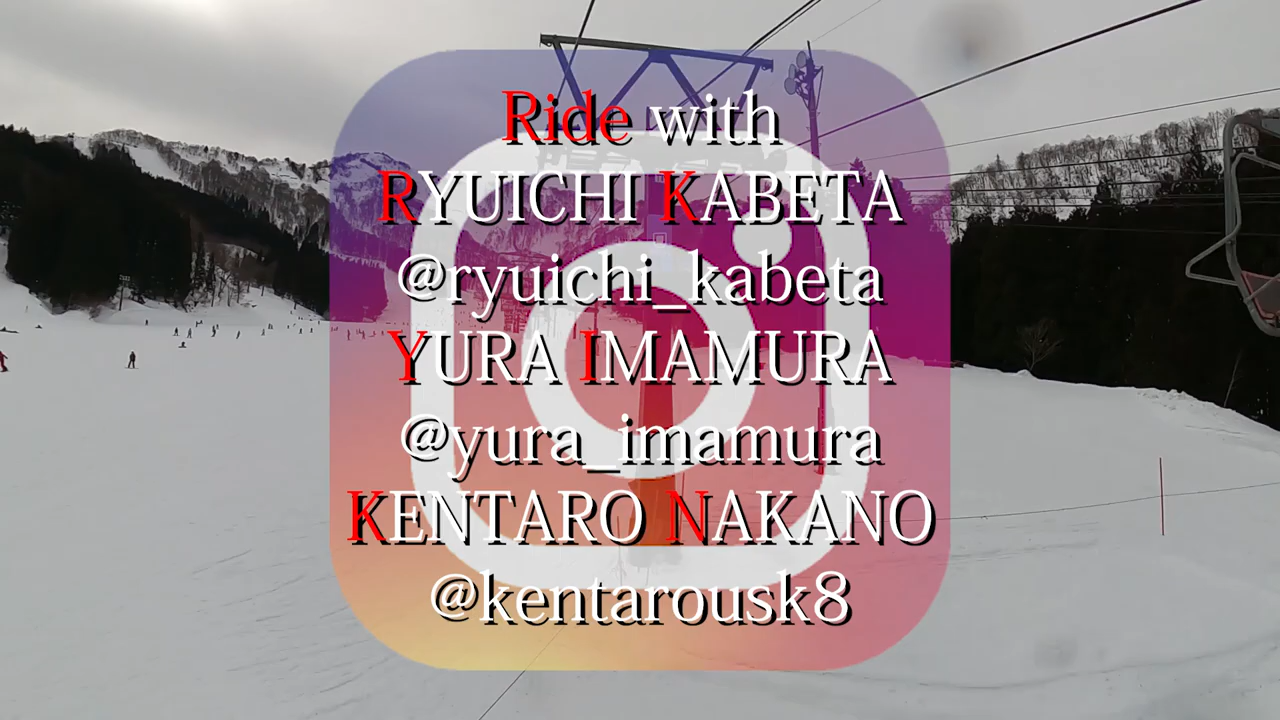 Ride with
RYUICHI KABETA
@ryuichi_kabeta
YURA IMAMURA
@yura_imamura
KENTARO NAKANO
@kentarousk8